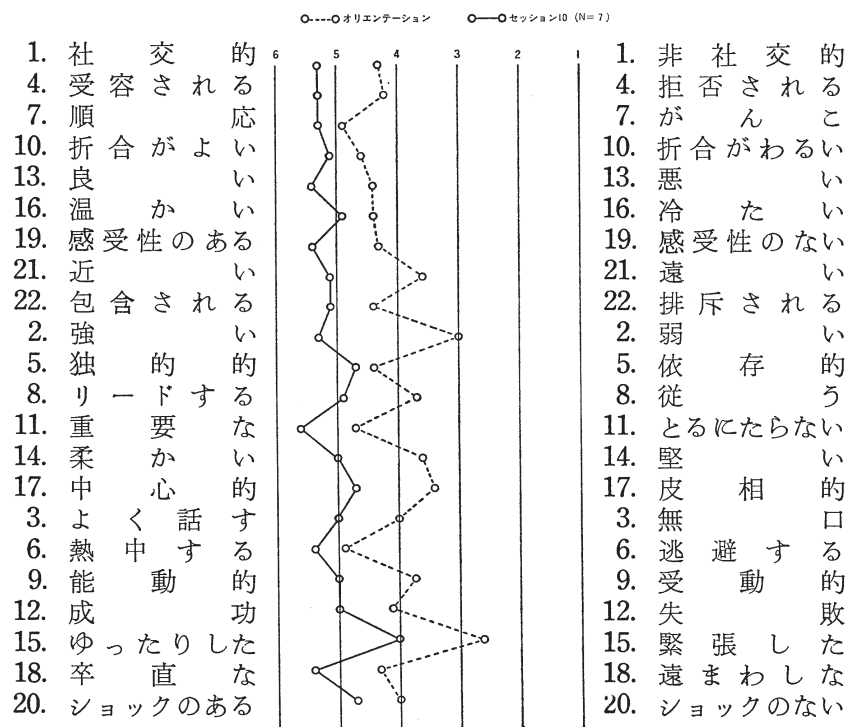 オリエンテーション セッション10 (N=7)
6 5 4 3 2 1
1. 社交的 1. 非社交的
4. 受容される 4. 拒否される
7. 順応 7. がんこ
10. 折合がよい 10. 折合がわるい
13. 良い 13. 悪い
16. 温かい 16. 冷たい
19. 感受性のある 19. 感受性のない
21. 近い 21. 遠い
22. 包含される 22. 排斥される
2. 強い 2. 弱い
5. 独的的 5. 依存的
8. リードする 8. 従う
11. 重要な 11. とるにたらない
14. 柔かい 14. 堅い
17. 中心的 17. 皮相的
3. よく話す 3. 無口
6. 熱中する 6. 逃避する
9. 能動的 9. 受動的
12. 成功 12. 失敗
15. ゆったりした 15. 緊張した
18. 卒直な 18. 遠まわしな
20. ショックのある 20. ショックのない